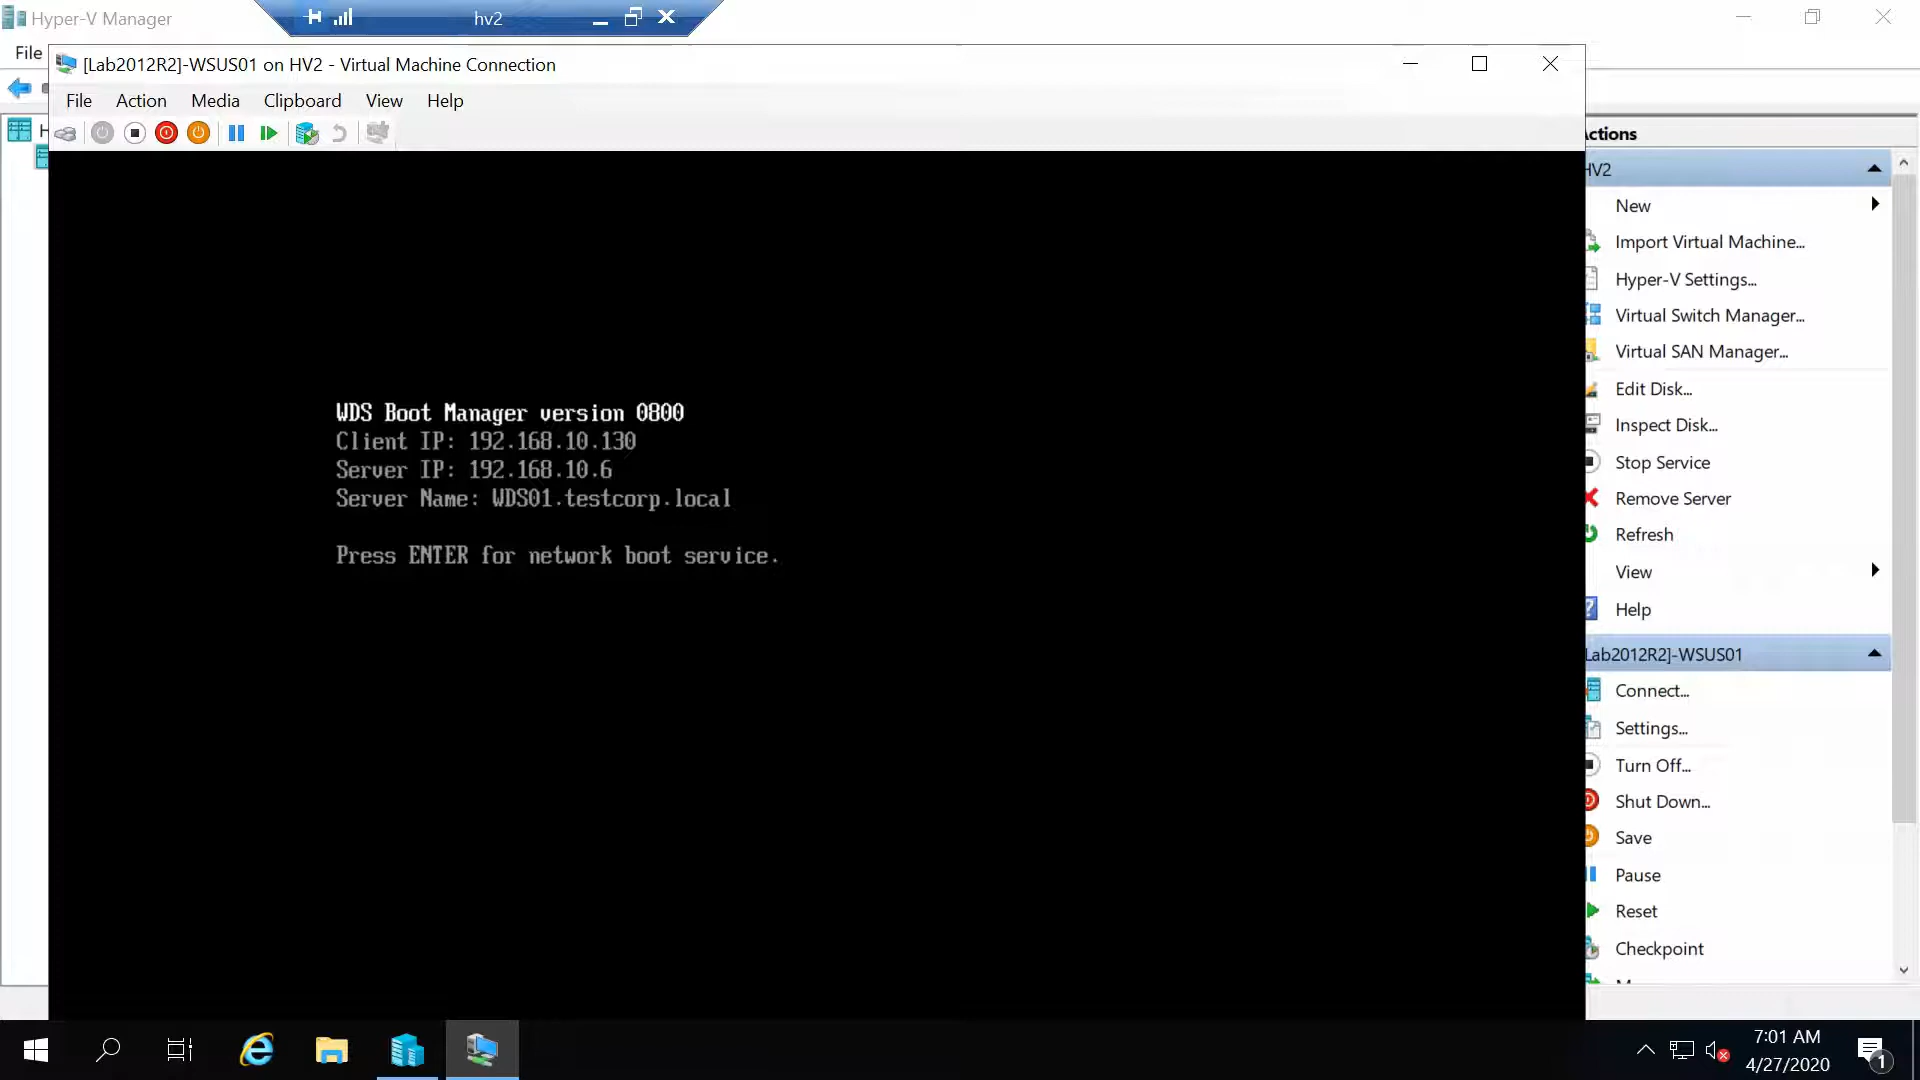 Hyper-V Manager
hv2
File
[Lab2012R2]-WSUS01 on HV2 - Virtual Machine Connection
File Action Media Clipboard View Help
WDS Boot Manager version 0800
Client IP: 192.168.10.130
Server IP: 192.168.10.6
Server Name: WDS01.testcorp.local
Press ENTER for network boot service.
Actions
HV2
New
Import Virtual Machine...
Hyper-V Settings...
Virtual Switch Manager...
Virtual SAN Manager...
Edit Disk...
Inspect Disk...
Stop Service
Remove Server
Refresh
View
Help
Lab2012R2]-WSUS01
Connect...
Settings...
Turn Off...
Shut Down...
Save
Pause
Reset
Checkpoint
7:01 AM
4/27/2020
1